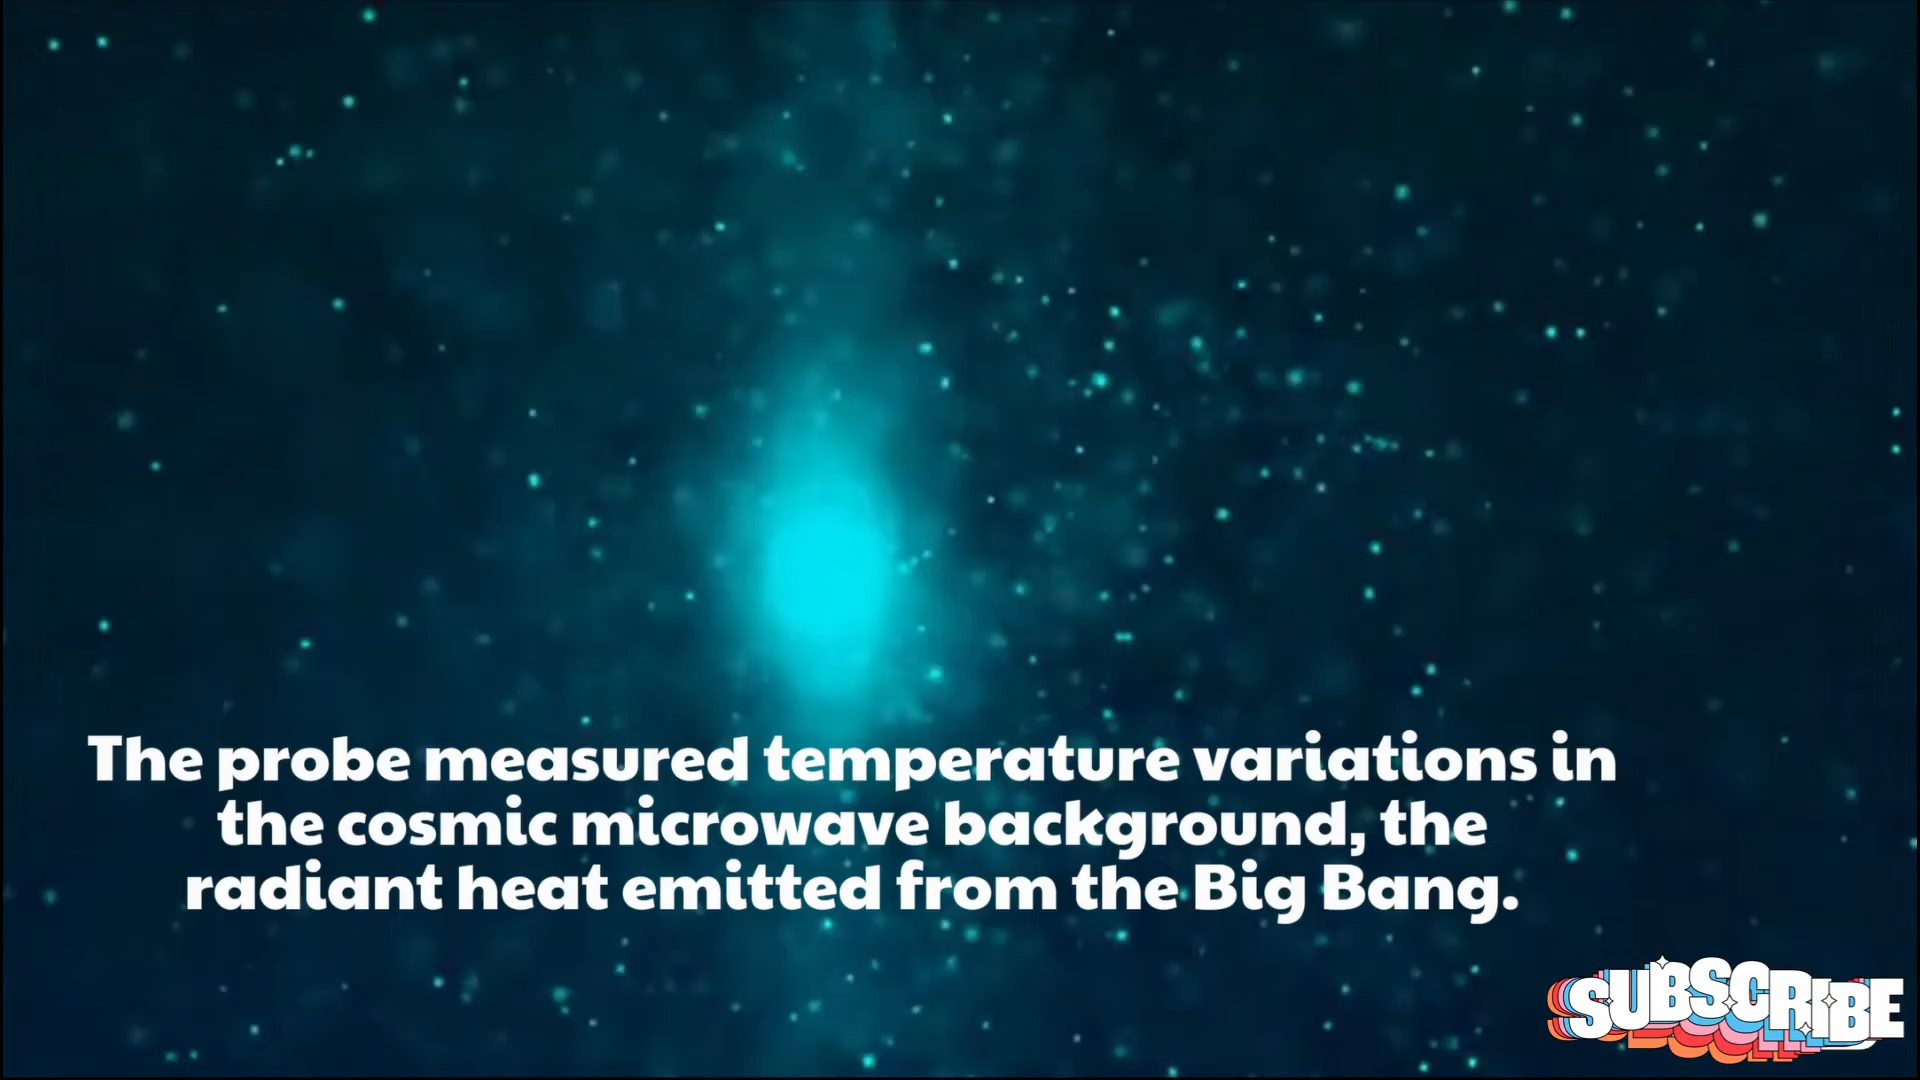 The probe measured temperature variations in
the cosmic microwave background, the
radiant heat emitted from the Big Bang.
SUBSCRIBE